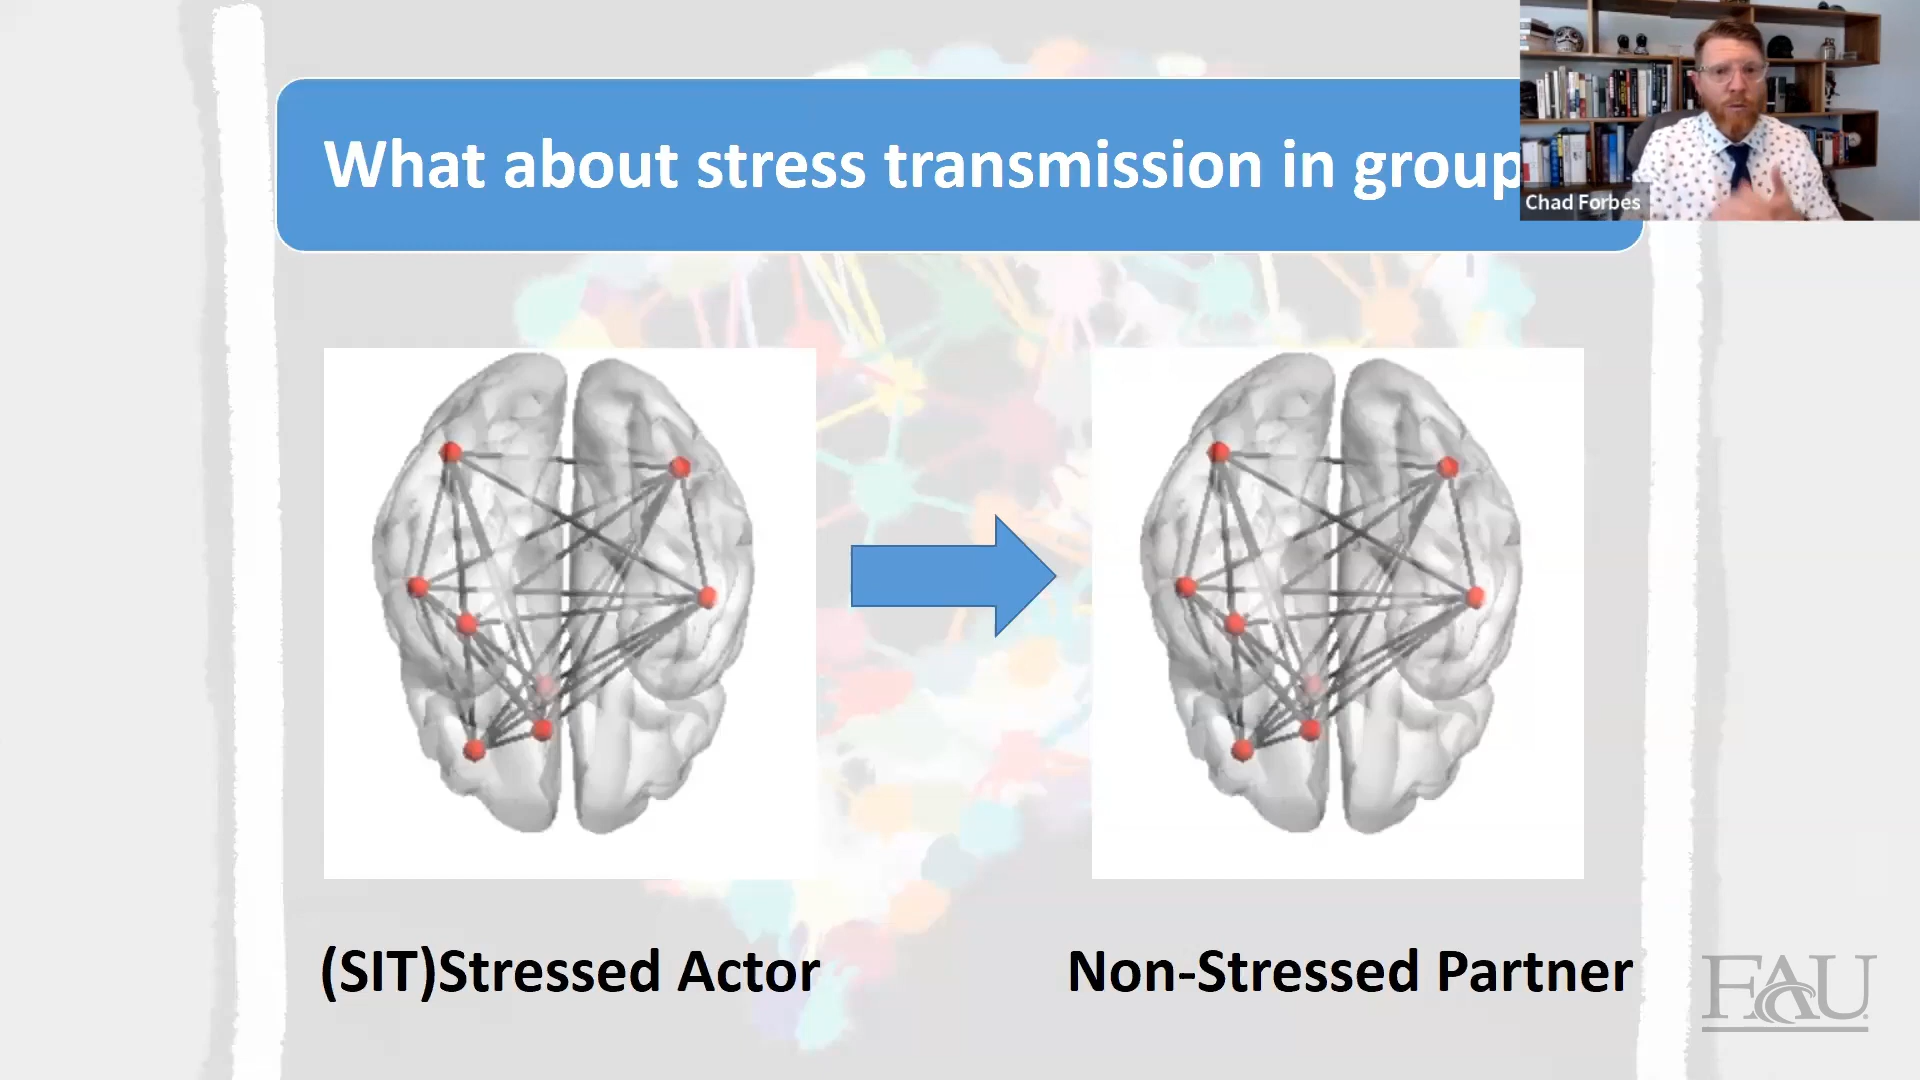 What about stress transmission in group
Chad Forbes
(SIT)Stressed Actor
Non-Stressed Partner
FAU